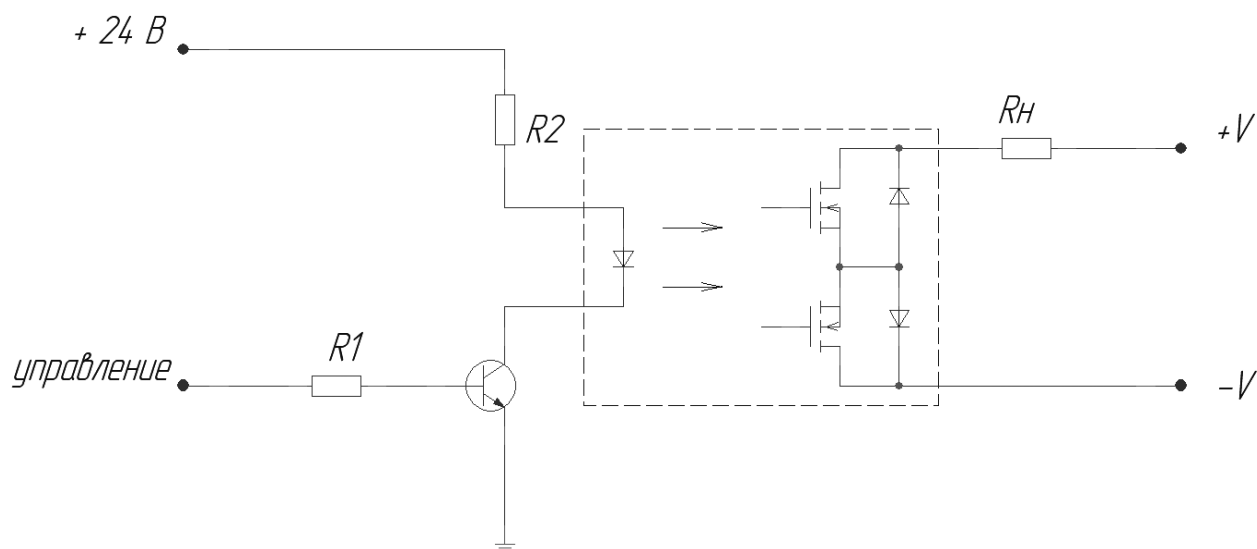 + 24 В
R2
Rн
+V
R1
управление
-V